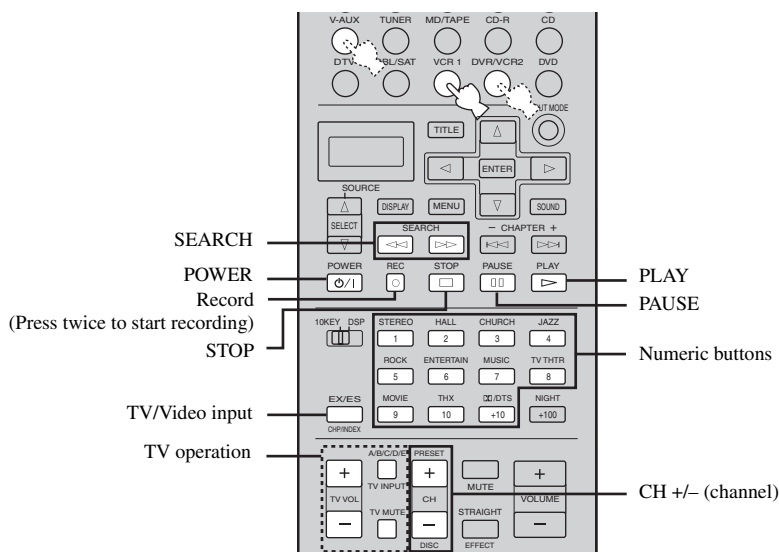 V-AUX TUNER MD/TAPE CD-R CD
DTV CBL/SAT VCR 1 DVR/VCR2 DVD
MODE
TITLE
ENTER
SOURCE
SELECT
DISPLAY MENU SOUND
SEARCH – CHAPTER +
SEARCH
POWER REC STOP PAUSE PLAY
POWER
PLAY
Record
PAUSE
(Press twice to start recording)
STOP
10KEY DSP STEREO HALL CHURCH JAZZ
1 2 3 4
Numeric buttons
ROCK ENTERTAIN MUSIC TV THTR
5 6 7 8
EX/ES MOVIE THX /DTS NIGHT
9 10 +10 +100
TV/Video input
CHP/INDEX
TV operation
A/B/C/D/E PRESET
+ + +
TV INPUT MUTE
TV VOL CH VOLUME
CH +/– (channel)
TV MUTE STRAIGHT
– – –
DISC EFFECT